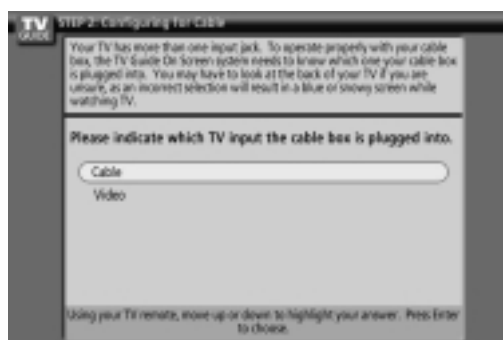 TV GUIDE
STEP 2: Configuring for Cable
Your TV has more than one input jack. To operate properly with your cable
box, the TV Guide On Screen system needs to know which one your cable box
is plugged into. You may have to look at the back of your TV if you are
unsure, as an incorrect selection will result in a blue or snowy screen while
watching TV.
Please indicate which TV input the cable box is plugged into.
Cable
Video
Using your TV remote, move up or down to highlight your answer. Press Enter
to choose.